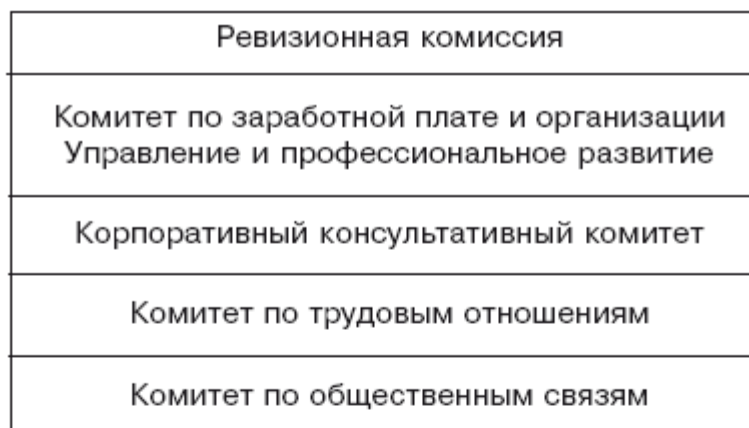 Ревизионная комиссия
Комитет по заработной плате и организации
Управление и профессиональное развитие
Корпоративный консультативный комитет
Комитет по трудовым отношениям
Комитет по общественным связям